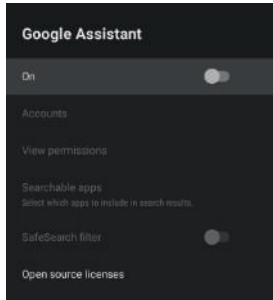 Google Assistant
On
Accounts
View permissions
Searchable apps
Select which apps to include in search results.
SafeSearch filter
Open source licenses